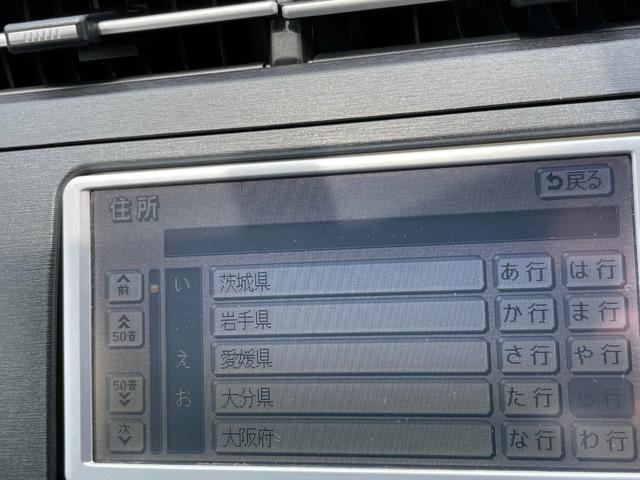 住所
戻る
前
50音
50音
次
い
え
お
茨城県
岩手県
愛媛県
大分県
大阪府
あ行
は行
か行
ま行
さ行
や行
た行
ら行
な行
わ行